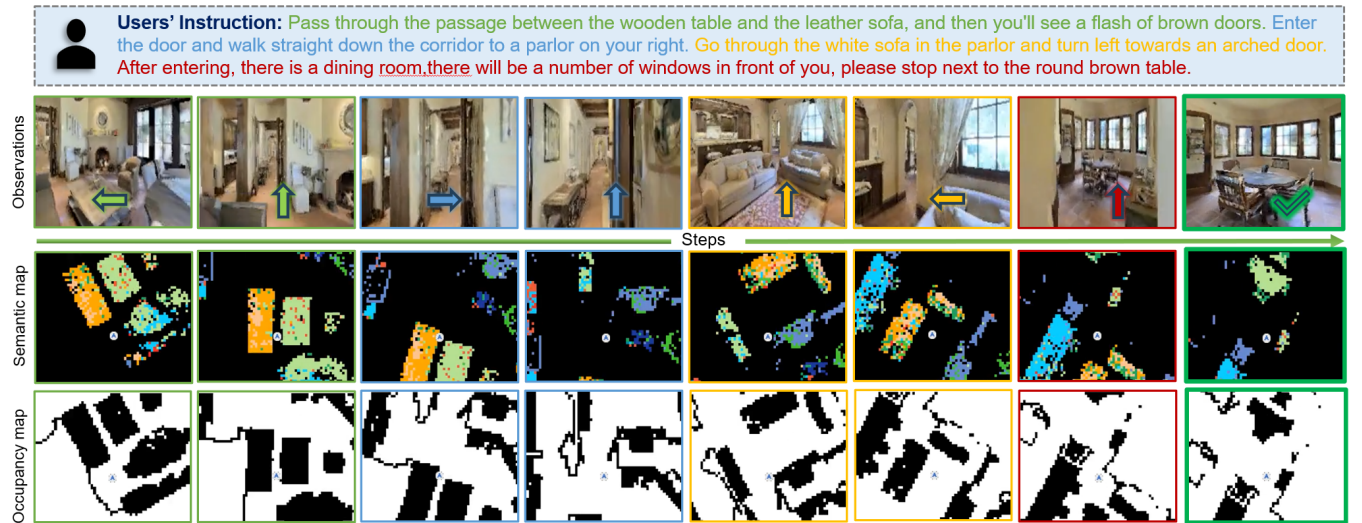 Users’ Instruction: Pass through the passage between the wooden table and the leather sofa, and then you'll see a flash of brown doors. Enter
the door and walk straight down the corridor to a parlor on your right. Go through the white sofa in the parlor and turn left towards an arched door.
After entering, there is a dining room,there will be a number of windows in front of you, please stop next to the round brown table.
Observations
Steps
Semantic map
Occupancy map